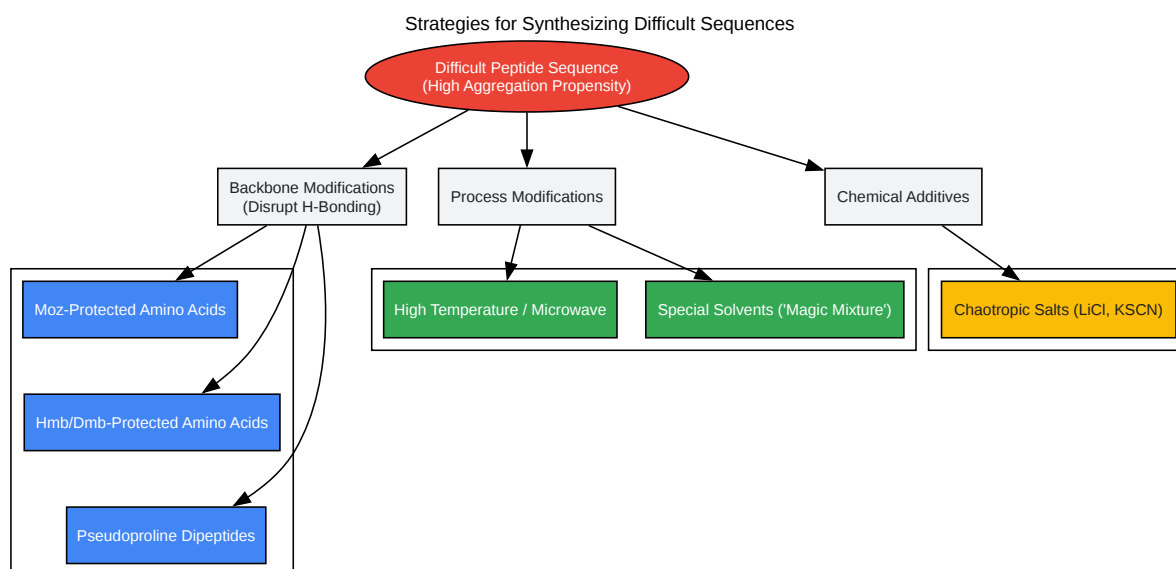 Strategies for Synthesizing Difficult Sequences
Difficult Peptide Sequence
(High Aggregation Propensity)
Backbone Modifications
(Disrupt H-Bonding)
Process Modifications
Chemical Additives
Moz-Protected Amino Acids
High Temperature / Microwave
Special Solvents ('Magic Mixture')
Chaotropic Salts (LiCl, KSCN)
Hmb/Dmb-Protected Amino Acids
Pseudoproline Dipeptides